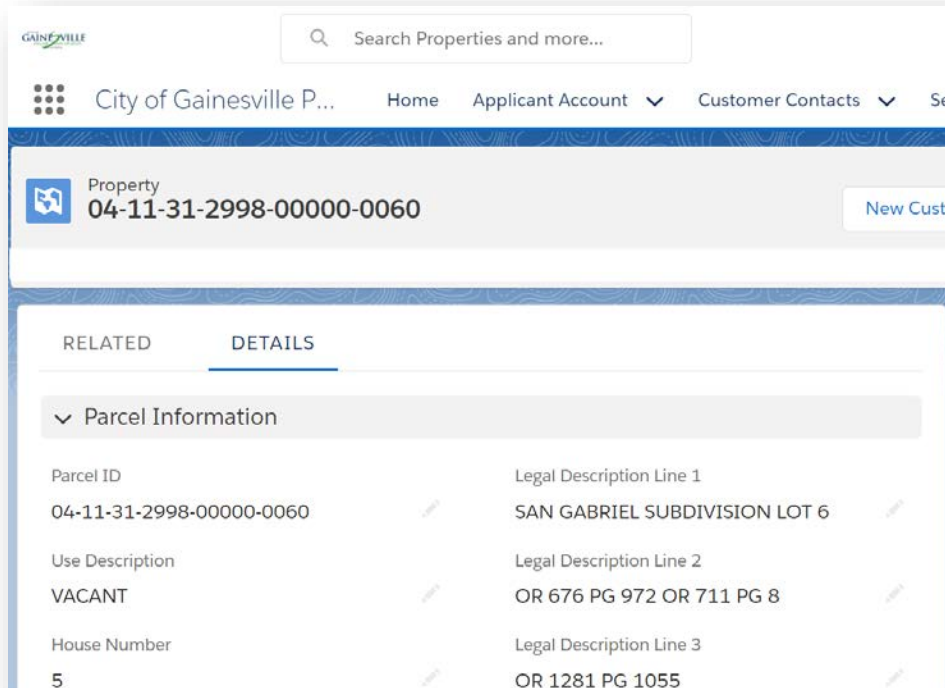 GAINESVILLE
Search Properties and more...
City of Gainesville P... Home Applicant Account Customer Contacts Se
Property
04-11-31-2998-00000-0060
New Cust
RELATED DETAILS
Parcel Information
Parcel ID Legal Description Line 1
04-11-31-2998-00000-0060 SAN GABRIEL SUBDIVISION LOT 6
Use Description Legal Description Line 2
VACANT OR 676 PG 972 OR 711 PG 8
House Number Legal Description Line 3
5 OR 1281 PG 1055